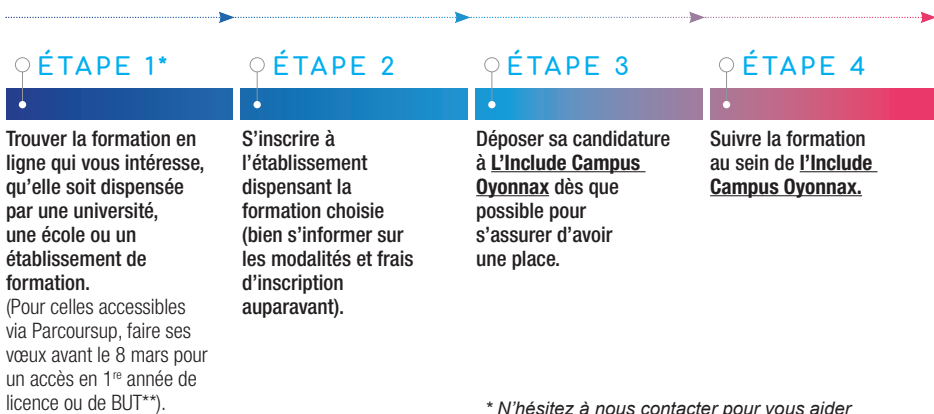 ÉTAPE 1*
Trouver la formation en
ligne qui vous intéresse,
qu’elle soit dispensée
par une université,
une école ou un
établissement de
formation.
(Pour celles accessibles
via Parcoursup, faire ses
vœux avant le 8 mars pour
un accès en 1re année de
licence ou de BUT**).
ÉTAPE 2
S’inscrire à
l’établissement
dispensant la
formation choisie
(bien s’informer sur
les modalités et frais
d’inscription
auparavant).
ÉTAPE 3
Déposer sa candidature
à L’Include Campus
Oyonnax dès que
possible pour
s’assurer d’avoir
une place.
ÉTAPE 4
Suivre la formation
au sein de l’Include
Campus Oyonnax.
* N’hésitez à nous contacter pour vous aider